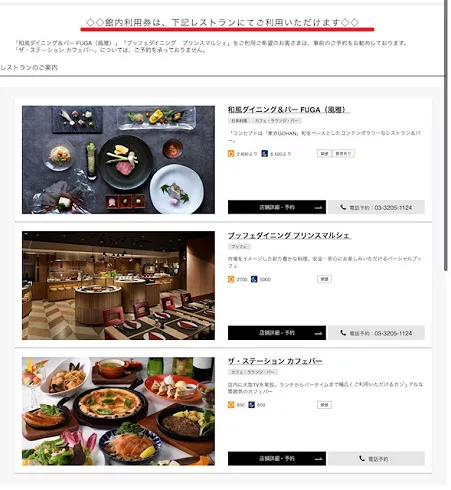 ◇◇館内利用券は、下記レストランにてご利用いただけます◇◇
「和風ダイニング＆バー FUGA（風雅）」「ブッフェダイニング プリンスマルシェ」をご利用ご希望のお客さまは、事前のご予約をお勧めしております。
「ザ・ステーション カフェバー」については、ご予約を承っておりません。
レストランのご案内
和風ダイニング＆バー FUGA（風雅）
日本料理 カフェ・ラウンジ・バー
「コンセプトは「東京GOHAN」和をベースとしたコンテンポラリーなレストラン＆バー」
2,800より 6,500より 禁煙 個室あり
店舗詳細・予約 電話予約：03-3205-1124
ブッフェダイニング プリンスマルシェ
ブッフェ
市場をイメージした彩り豊かな料理。安全・安心にお楽しみいただけるパーシャルブッフェ
2700 5000 禁煙
店舗詳細・予約 電話予約：03-3205-1124
ザ・ステーション カフェバー
カフェ・ラウンジ・バー
店内に大型TVを常設。ランチからバータイムまで幅広くご利用いただけるカジュアルな雰囲気のカフェバー
650 650 禁煙
店舗詳細・予約 電話予約：